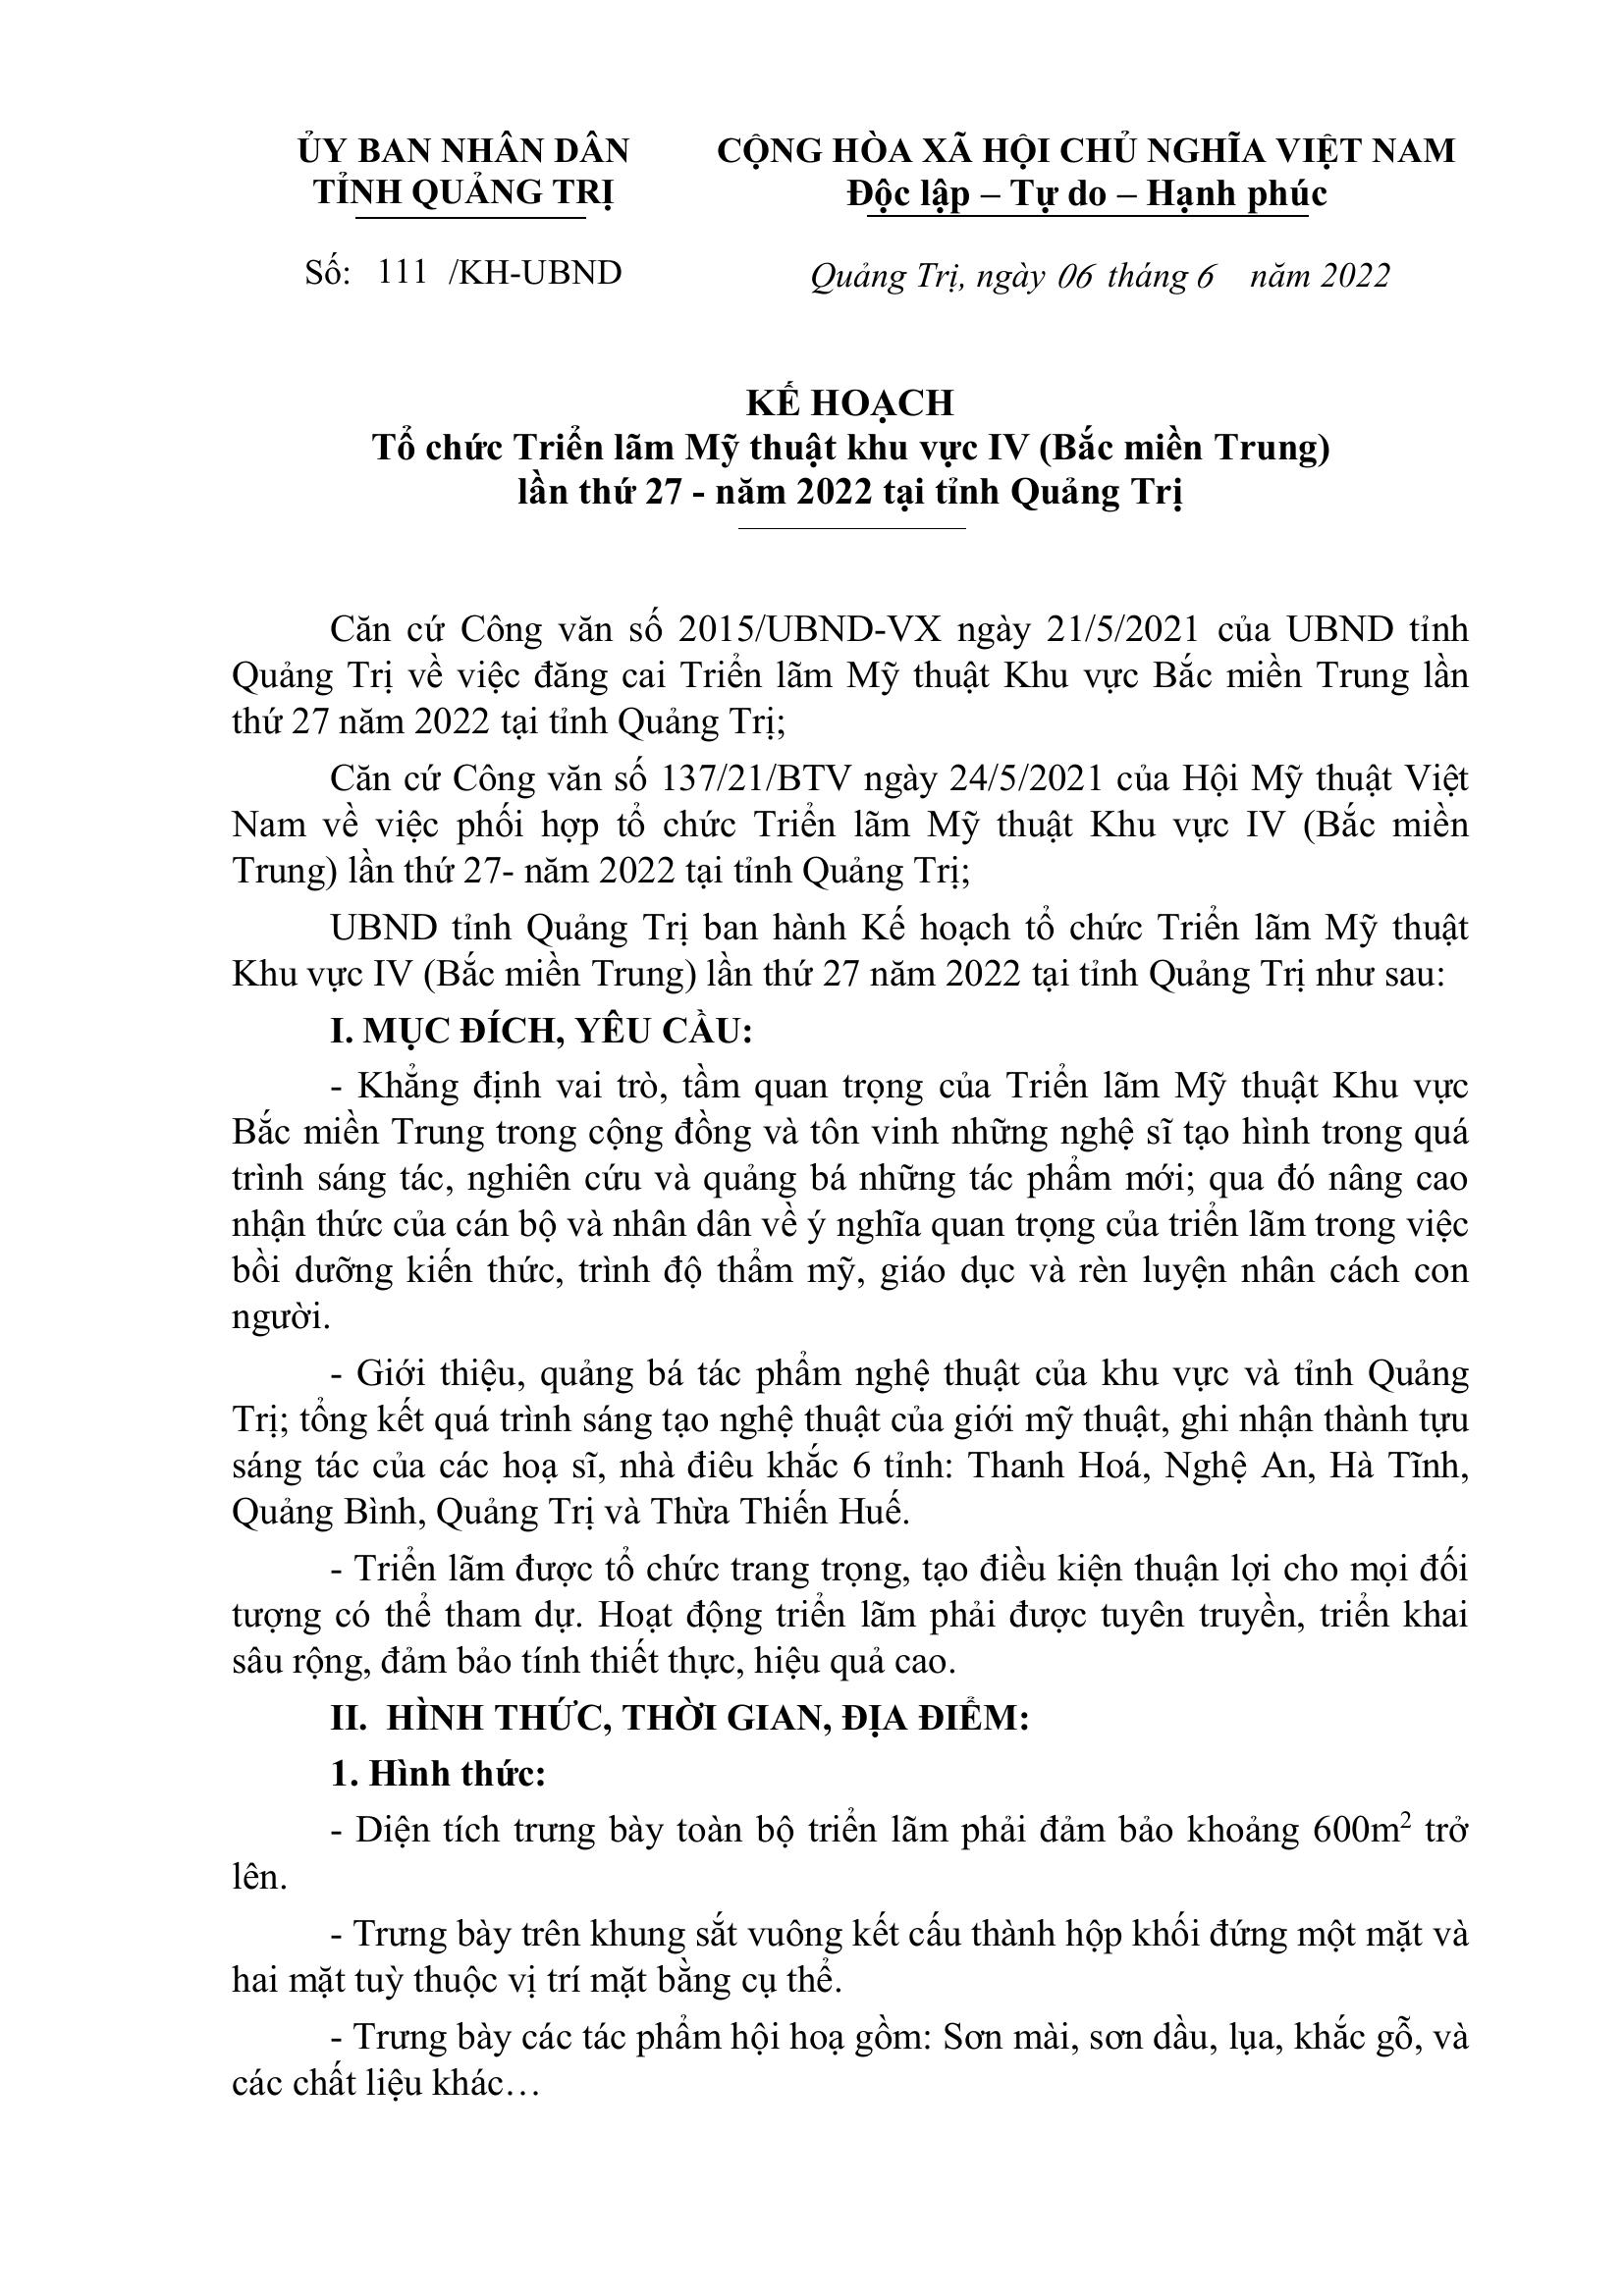 ỦY BAN NHÂN DÂN
TỈNH QUẢNG TRỊ
CỘNG HÒA XÃ HỘI CHỦ NGHĨA VIỆT NAM
Độc lập – Tự do – Hạnh phúc
Số: 111 /KH-UBND
Quảng Trị, ngày 06 tháng 6 năm 2022
KẾ HOẠCH
Tổ chức Triển lãm Mỹ thuật khu vực IV (Bắc miền Trung)
lần thứ 27 - năm 2022 tại tỉnh Quảng Trị
Căn cứ Công văn số 2015/UBND-VX ngày 21/5/2021 của UBND tỉnh
Quảng Trị về việc đăng cai Triển lãm Mỹ thuật Khu vực Bắc miền Trung lần
thứ 27 năm 2022 tại tỉnh Quảng Trị;
Căn cứ Công văn số 137/21/BTV ngày 24/5/2021 của Hội Mỹ thuật Việt
Nam về việc phối hợp tổ chức Triển lãm Mỹ thuật Khu vực IV (Bắc miền
Trung) lần thứ 27- năm 2022 tại tỉnh Quảng Trị;
UBND tỉnh Quảng Trị ban hành Kế hoạch tổ chức Triển lãm Mỹ thuật
Khu vực IV (Bắc miền Trung) lần thứ 27 năm 2022 tại tỉnh Quảng Trị như sau:
I. MỤC ĐÍCH, YÊU CẦU:
- Khẳng định vai trò, tầm quan trọng của Triển lãm Mỹ thuật Khu vực
Bắc miền Trung trong cộng đồng và tôn vinh những nghệ sĩ tạo hình trong quá
trình sáng tác, nghiên cứu và quảng bá những tác phẩm mới; qua đó nâng cao
nhận thức của cán bộ và nhân dân về ý nghĩa quan trọng của triển lãm trong việc
bồi dưỡng kiến thức, trình độ thẩm mỹ, giáo dục và rèn luyện nhân cách con
người.
- Giới thiệu, quảng bá tác phẩm nghệ thuật của khu vực và tỉnh Quảng
Trị; tổng kết quá trình sáng tạo nghệ thuật của giới mỹ thuật, ghi nhận thành tựu
sáng tác của các hoạ sĩ, nhà điêu khắc 6 tỉnh: Thanh Hoá, Nghệ An, Hà Tĩnh,
Quảng Bình, Quảng Trị và Thừa Thiến Huế.
- Triển lãm được tổ chức trang trọng, tạo điều kiện thuận lợi cho mọi đối
tượng có thể tham dự. Hoạt động triển lãm phải được tuyên truyền, triển khai
sâu rộng, đảm bảo tính thiết thực, hiệu quả cao.
II. HÌNH THỨC, THỜI GIAN, ĐỊA ĐIỂM:
1. Hình thức:
- Diện tích trưng bày toàn bộ triển lãm phải đảm bảo khoảng 600m² trở
lên.
- Trưng bày trên khung sắt vuông kết cấu thành hộp khối đứng một mặt và
hai mặt tuỳ thuộc vị trí mặt bằng cụ thể.
- Trưng bày các tác phẩm hội hoạ gồm: Sơn mài, sơn dầu, lụa, khắc gỗ, và
các chất liệu khác…